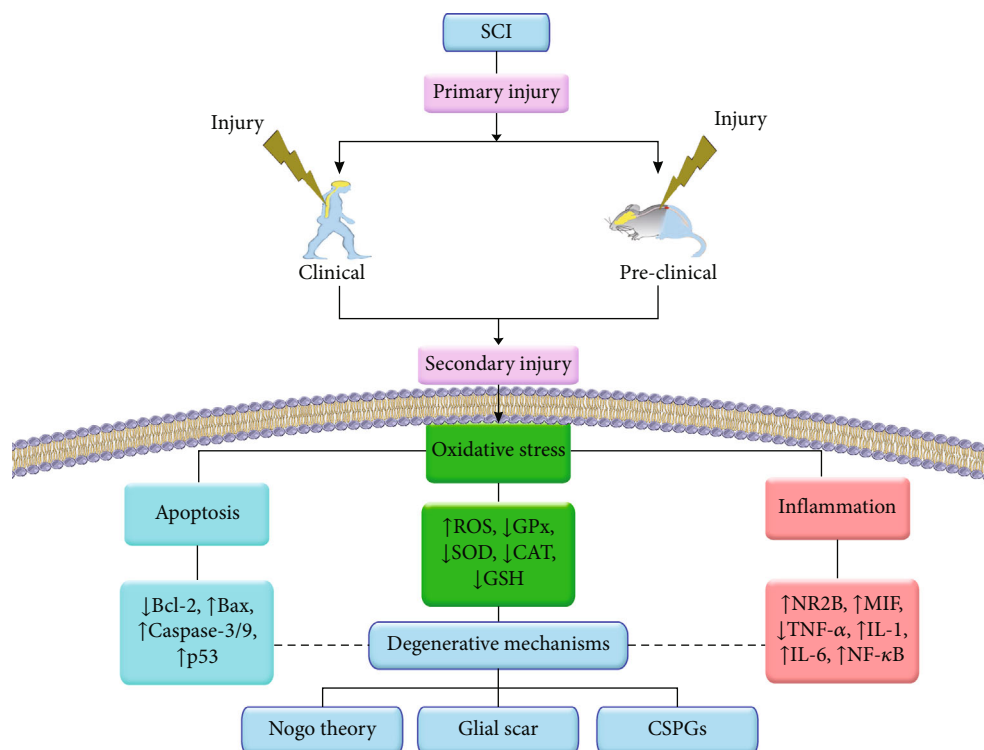 SCI
Primary injury
Injury
Injury
Clinical
Pre-clinical
Secondary injury
Oxidative stress
Apoptosis
Inflammation
↑ROS, ↓GPx,
↓SOD, ↓CAT,
↓GSH
↓Bcl-2, ↑Bax,
↑Caspase-3/9,
↑p53
↑NR2B, ↑MIF,
↓TNF-α, ↑IL-1,
↑IL-6, ↑NF-κB
Degenerative mechanisms
Nogo theory
Glial scar
CSPGs